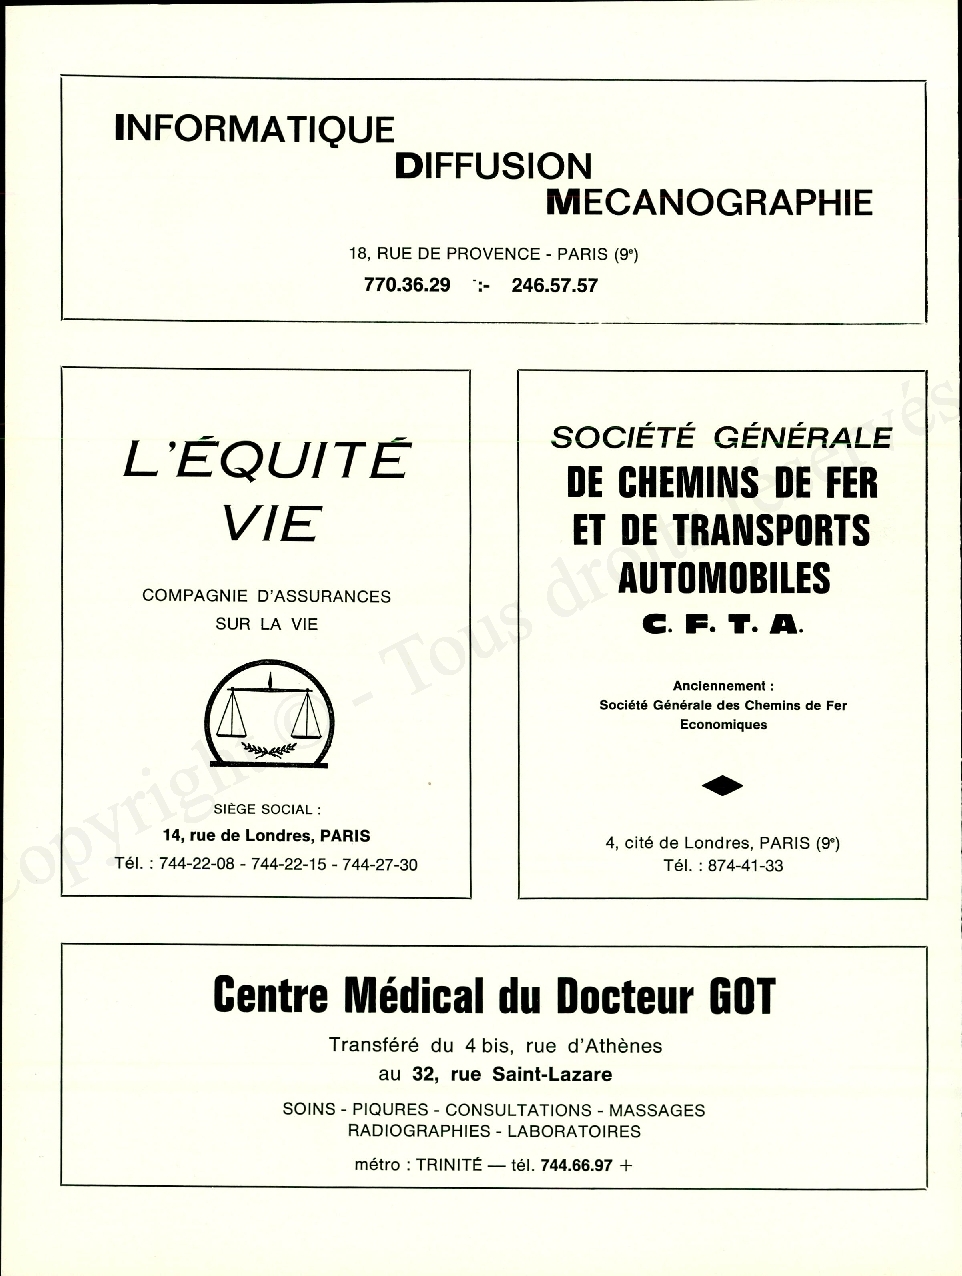 INFORMATIQUE
DIFFUSION
MECANOGRAPHIE
18, RUE DE PROVENCE - PARIS (9ᵉ)
770.36.29 -:- 246.57.57
L'ÉQUITÉ
VIE
COMPAGNIE D'ASSURANCES
SUR LA VIE
SIÈGE SOCIAL :
14, rue de Londres, PARIS
Tél. : 744-22-08 - 744-22-15 - 744-27-30
SOCIÉTÉ GÉNÉRALE
DE CHEMINS DE FER
ET DE TRANSPORTS
AUTOMOBILES
C. F. T. A.
Anciennement :
Société Générale des Chemins de Fer
Economiques
4, cité de Londres, PARIS (9ᵉ)
Tél. : 874-41-33
Centre Médical du Docteur GOT
Transféré du 4 bis, rue d'Athènes
au 32, rue Saint-Lazare
SOINS - PIQURES - CONSULTATIONS - MASSAGES
RADIOGRAPHIES - LABORATOIRES
métro : TRINITÉ — tél. 744.66.97 +
Copyright © - Tous droits réservés